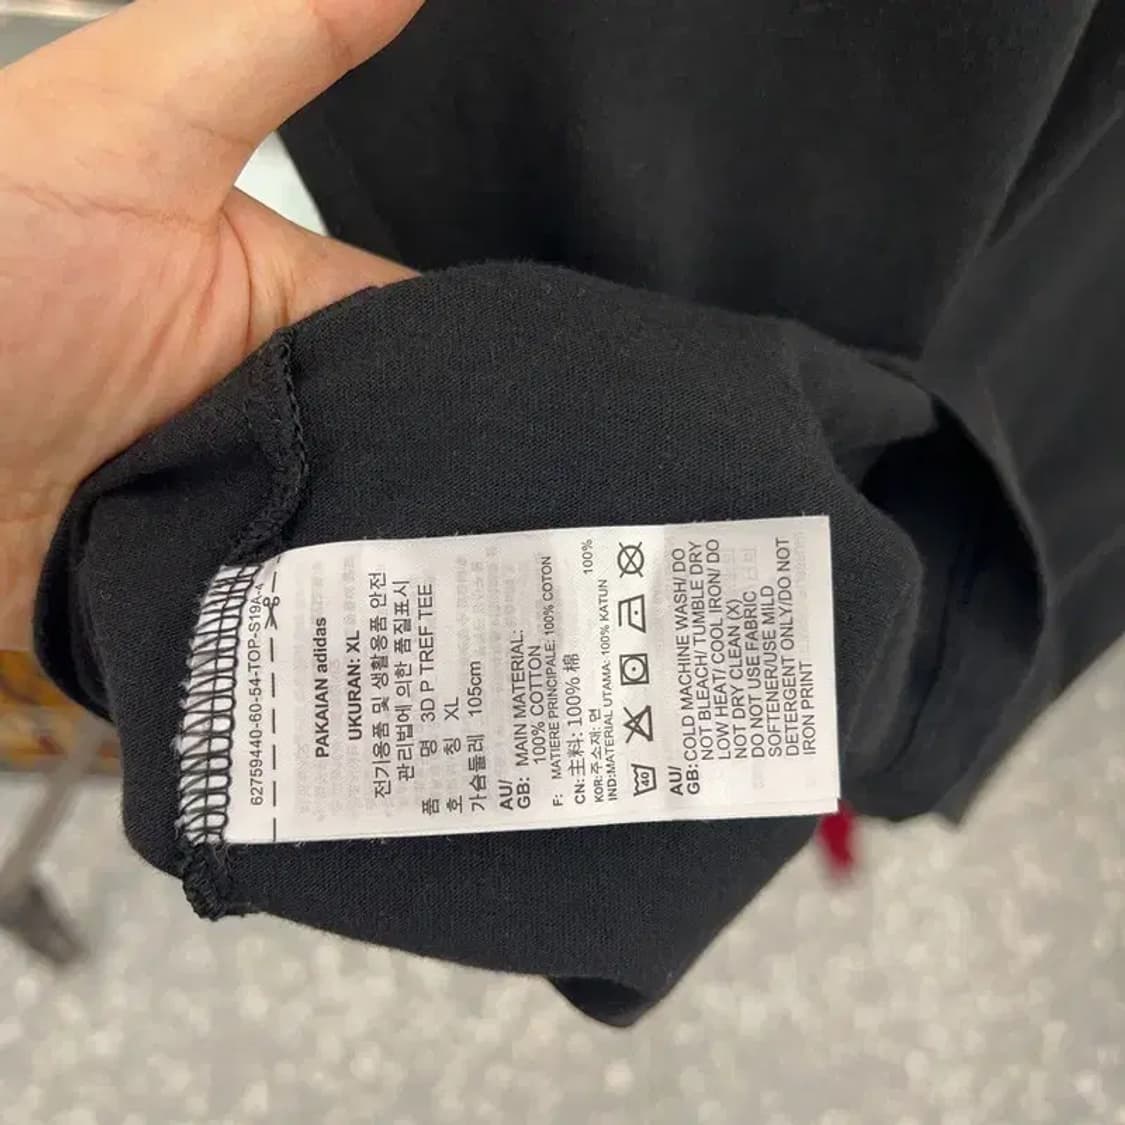 62759440-60-54-TOP-S19A-A
PAKAIAN adidas
UKURAN: XL
전기용품 및 생활용품 안전
관리법에 의한 품질표시
품 명 3D P TREF TEE
호 칭 XL
가슴둘레 105cm
AU/
GB: MAIN MATERIAL:
100% COTTON
F: MATIERE PRINCIPALE: 100% COTON
CN: 主料: 100% 棉
KOR: 주소재: 면 100%
IND:MATERIAL UTAMA: 100% KATUN
40
AU/
GB: COLD MACHINE WASH/ DO
NOT BLEACH/ TUMBLE DRY
LOW HEAT/ COOL IRON/ DO
NOT DRY CLEAN (X)
DO NOT USE FABRIC
SOFTENER/USE MILD
DETERGENT ONLY/DO NOT
IRON PRINT